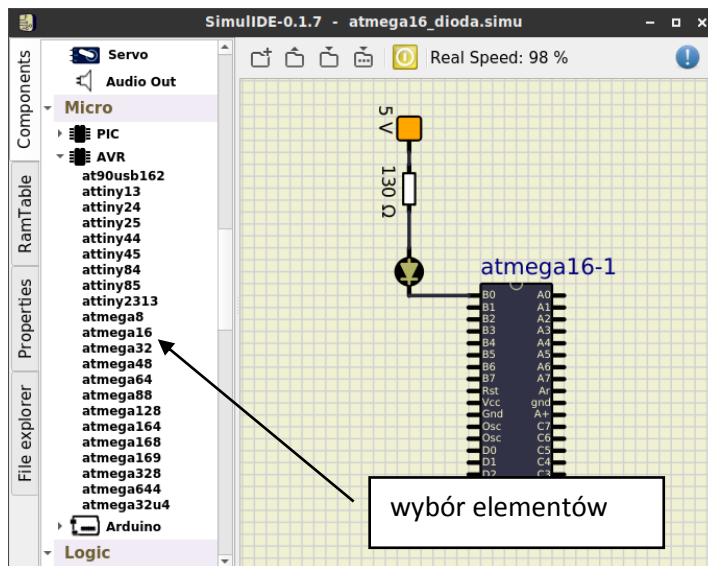 SimulIDE-0.1.7 - atmega16_dioda.simu
Components
RamTable
Properties
File explorer
Servo
Audio Out
Micro
PIC
AVR
at90usb162
attiny13
attiny24
attiny25
attiny44
attiny45
attiny84
attiny85
attiny2313
atmega8
atmega16
atmega32
atmega48
atmega64
atmega88
atmega128
atmega164
atmega168
atmega169
atmega328
atmega644
atmega32u4
Arduino
Logic
Real Speed: 98 %
5 V
130 Ω
atmega16-1
B0 A0
B1 A1
B2 A2
B3 A3
B4 A4
B5 A5
B6 A6
B7 A7
Rst Ar
Vcc gnd
Gnd A+
Osc C7
Osc C6
D0 C5
D1 C4
D2 C3
wybór elementów